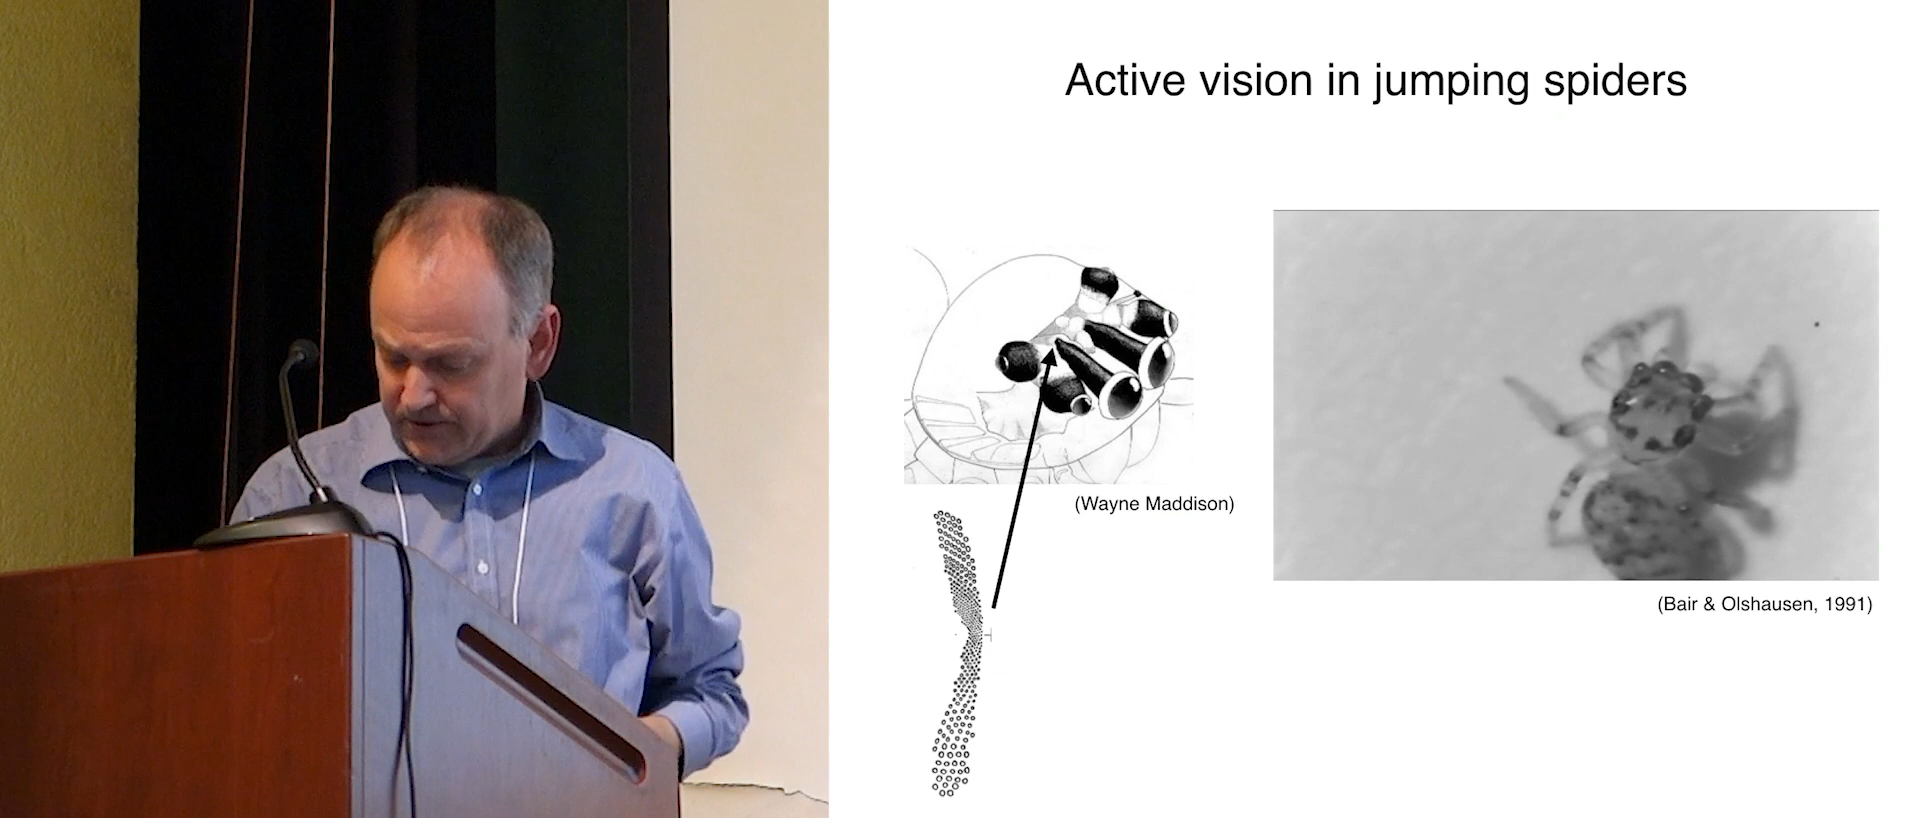 Active vision in jumping spiders
(Wayne Maddison)
(Bair & Olshausen, 1991)